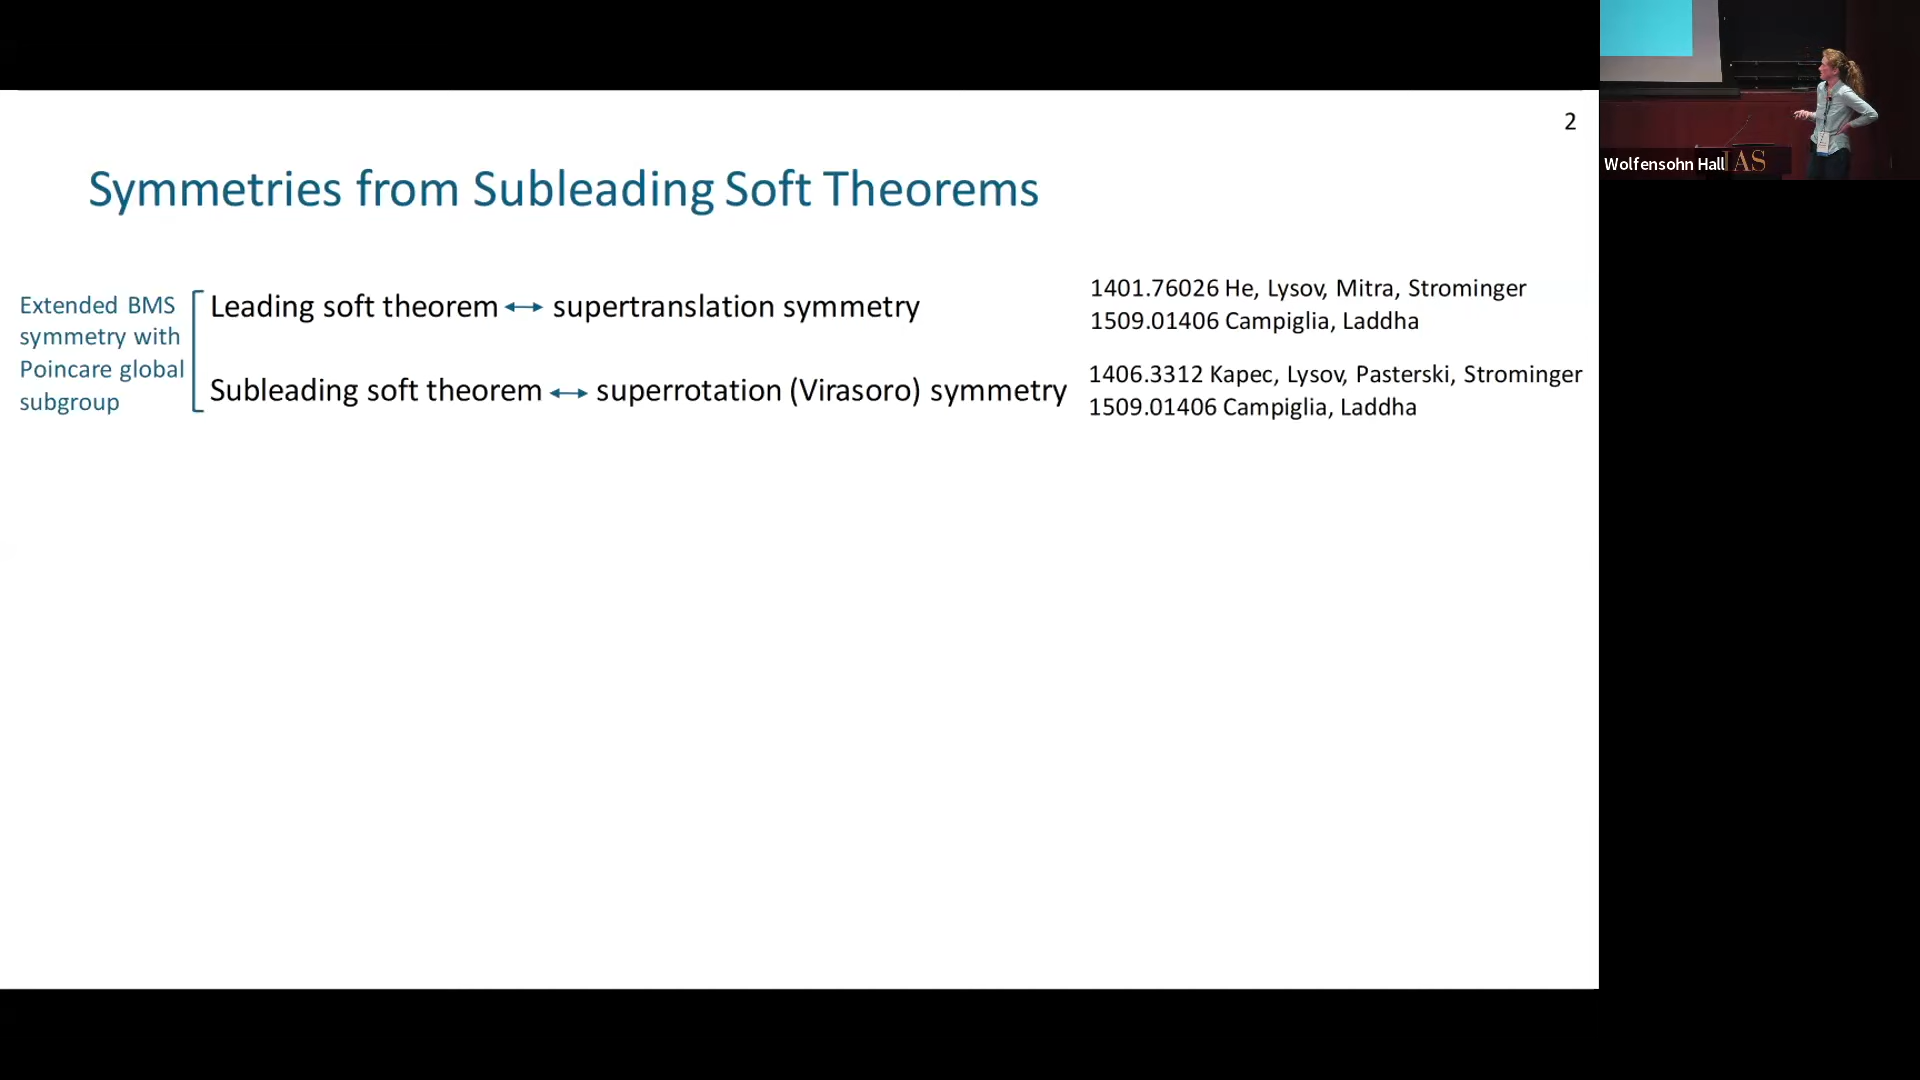 2
Symmetries from Subleading Soft Theorems
Extended BMS
symmetry with
Poincare global
subgroup
Leading soft theorem ↔ supertranslation symmetry
1401.76026 He, Lysov, Mitra, Strominger
1509.01406 Campiglia, Laddha
Subleading soft theorem ↔ superrotation (Virasoro) symmetry
1406.3312 Kapec, Lysov, Pasterski, Strominger
1509.01406 Campiglia, Laddha
Wolfensohn Hall
IAS